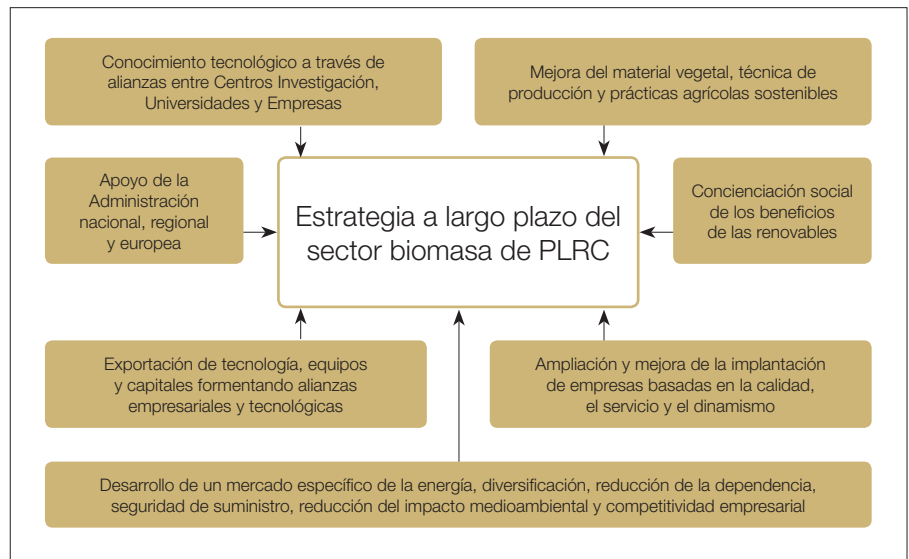 Conocimiento tecnológico a través de
alianzas entre Centros Investigación,
Universidades y Empresas
Mejora del material vegetal, técnica de
producción y prácticas agrícolas sostenibles
Apoyo de la
Administración
nacional, regional
y europea
Estrategia a largo plazo del
sector biomasa de PLRC
Concienciación social
de los beneficios
de las renovables
Exportación de tecnología, equipos
y capitales formentando alianzas
empresariales y tecnológicas
Ampliación y mejora de la implantación
de empresas basadas en la calidad,
el servicio y el dinamismo
Desarrollo de un mercado específico de la energía, diversificación, reducción de la dependencia,
seguridad de suministro, reducción del impacto medioambiental y competitividad empresarial